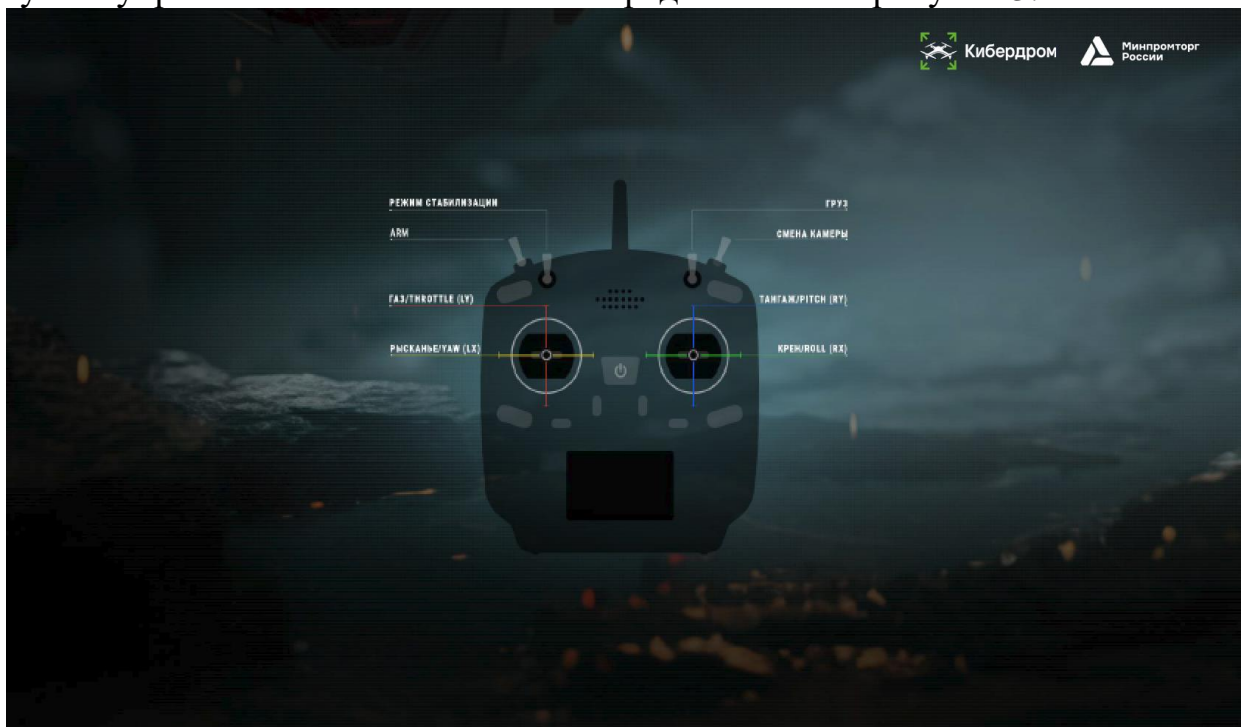 Кибердром
Минпромторг
России
РЕЖИМ СТАБИЛИЗАЦИИ
ГРУЗ
ARM
СМЕНА КАМЕРЫ
ГАЗ/THROTTLE (LY)
ТАНГАЖ/PITCH (RY)
РЫСКАНЬЕ/YAW (LX)
КРЕН/ROLL (RX)